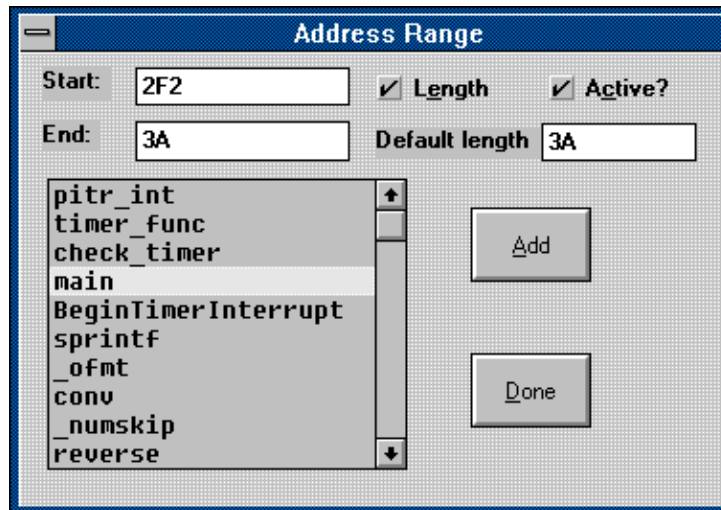 Address Range
Start: 2F2 Length Active?
End: 3A Default length 3A
pitr_int
timer_func
check_timer
main
BeginTimerInterrupt
sprintf
_ofmt
conv
_numskip
reverse
Add
Done